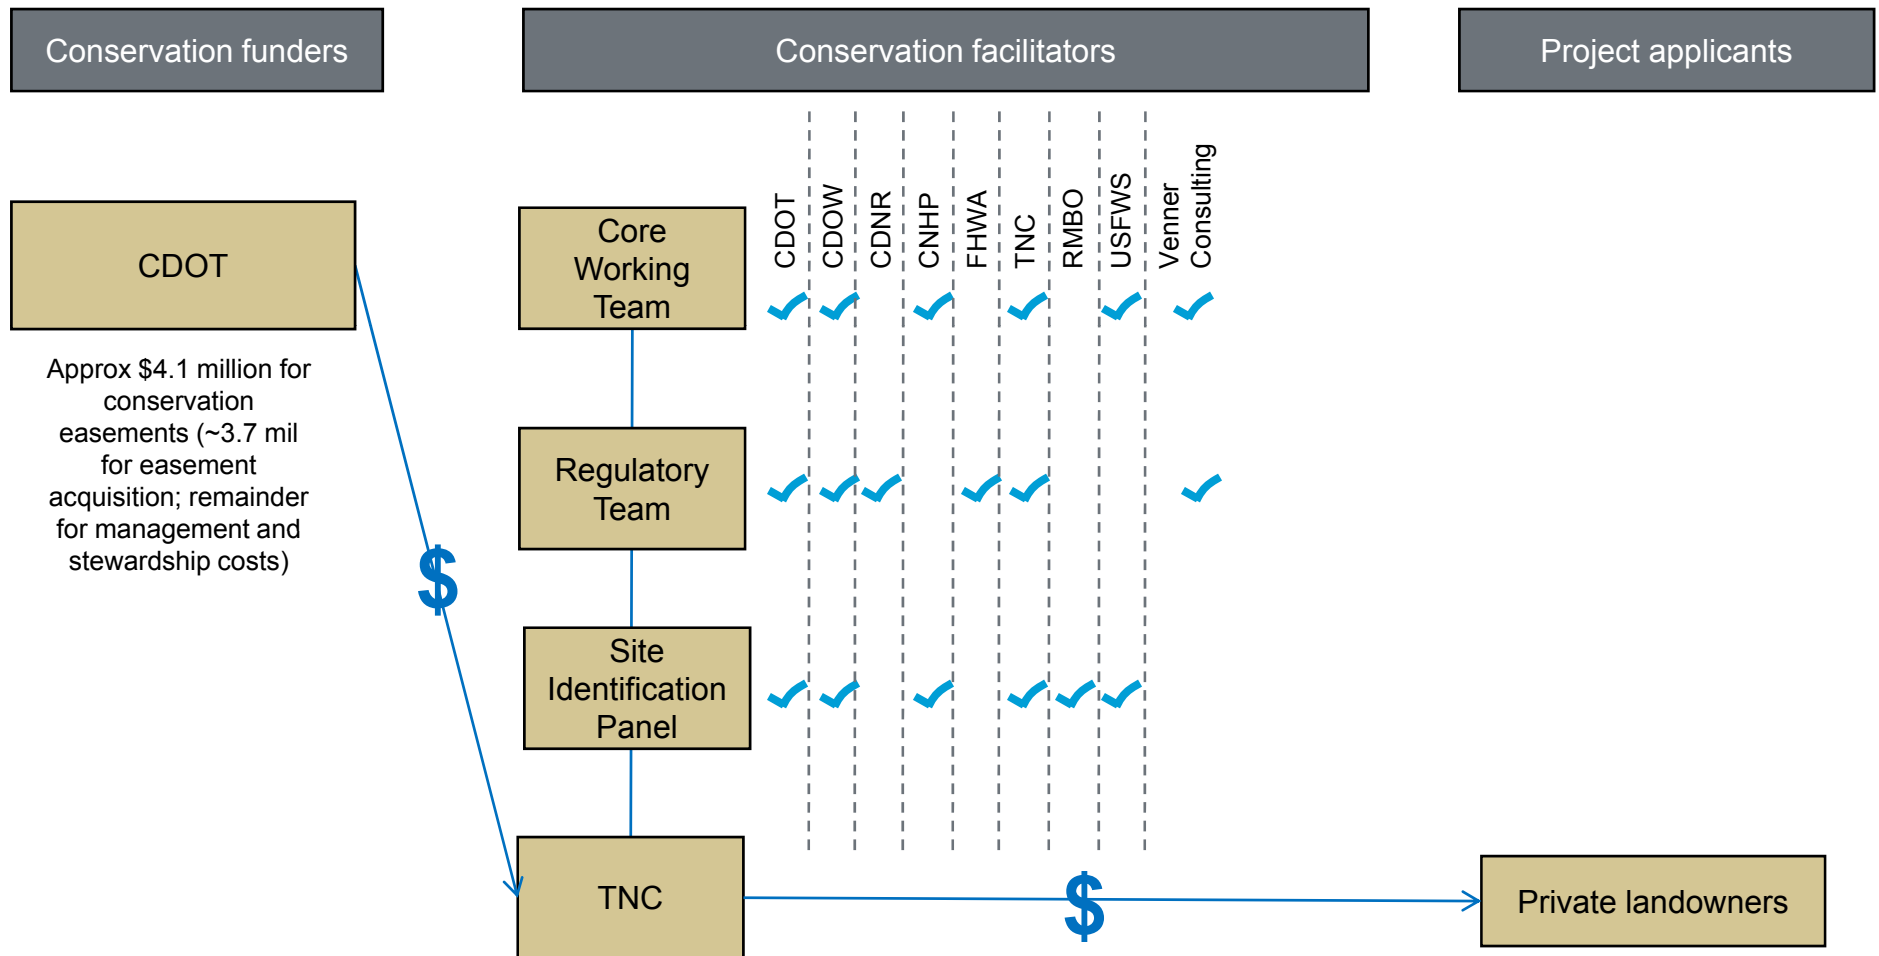 Conservation funders
Conservation facilitators
Project applicants
CDOT
Approx $4.1 million for
conservation
easements (~3.7 mil
for easement
acquisition; remainder
for management and
stewardship costs)
$
Core
Working
Team
CDOT
CDOW
CDNR
CNHP
FHWA
TNC
RMBO
USFWS
Venner
Consulting
Regulatory
Team
Site
Identification
Panel
TNC
$
Private landowners